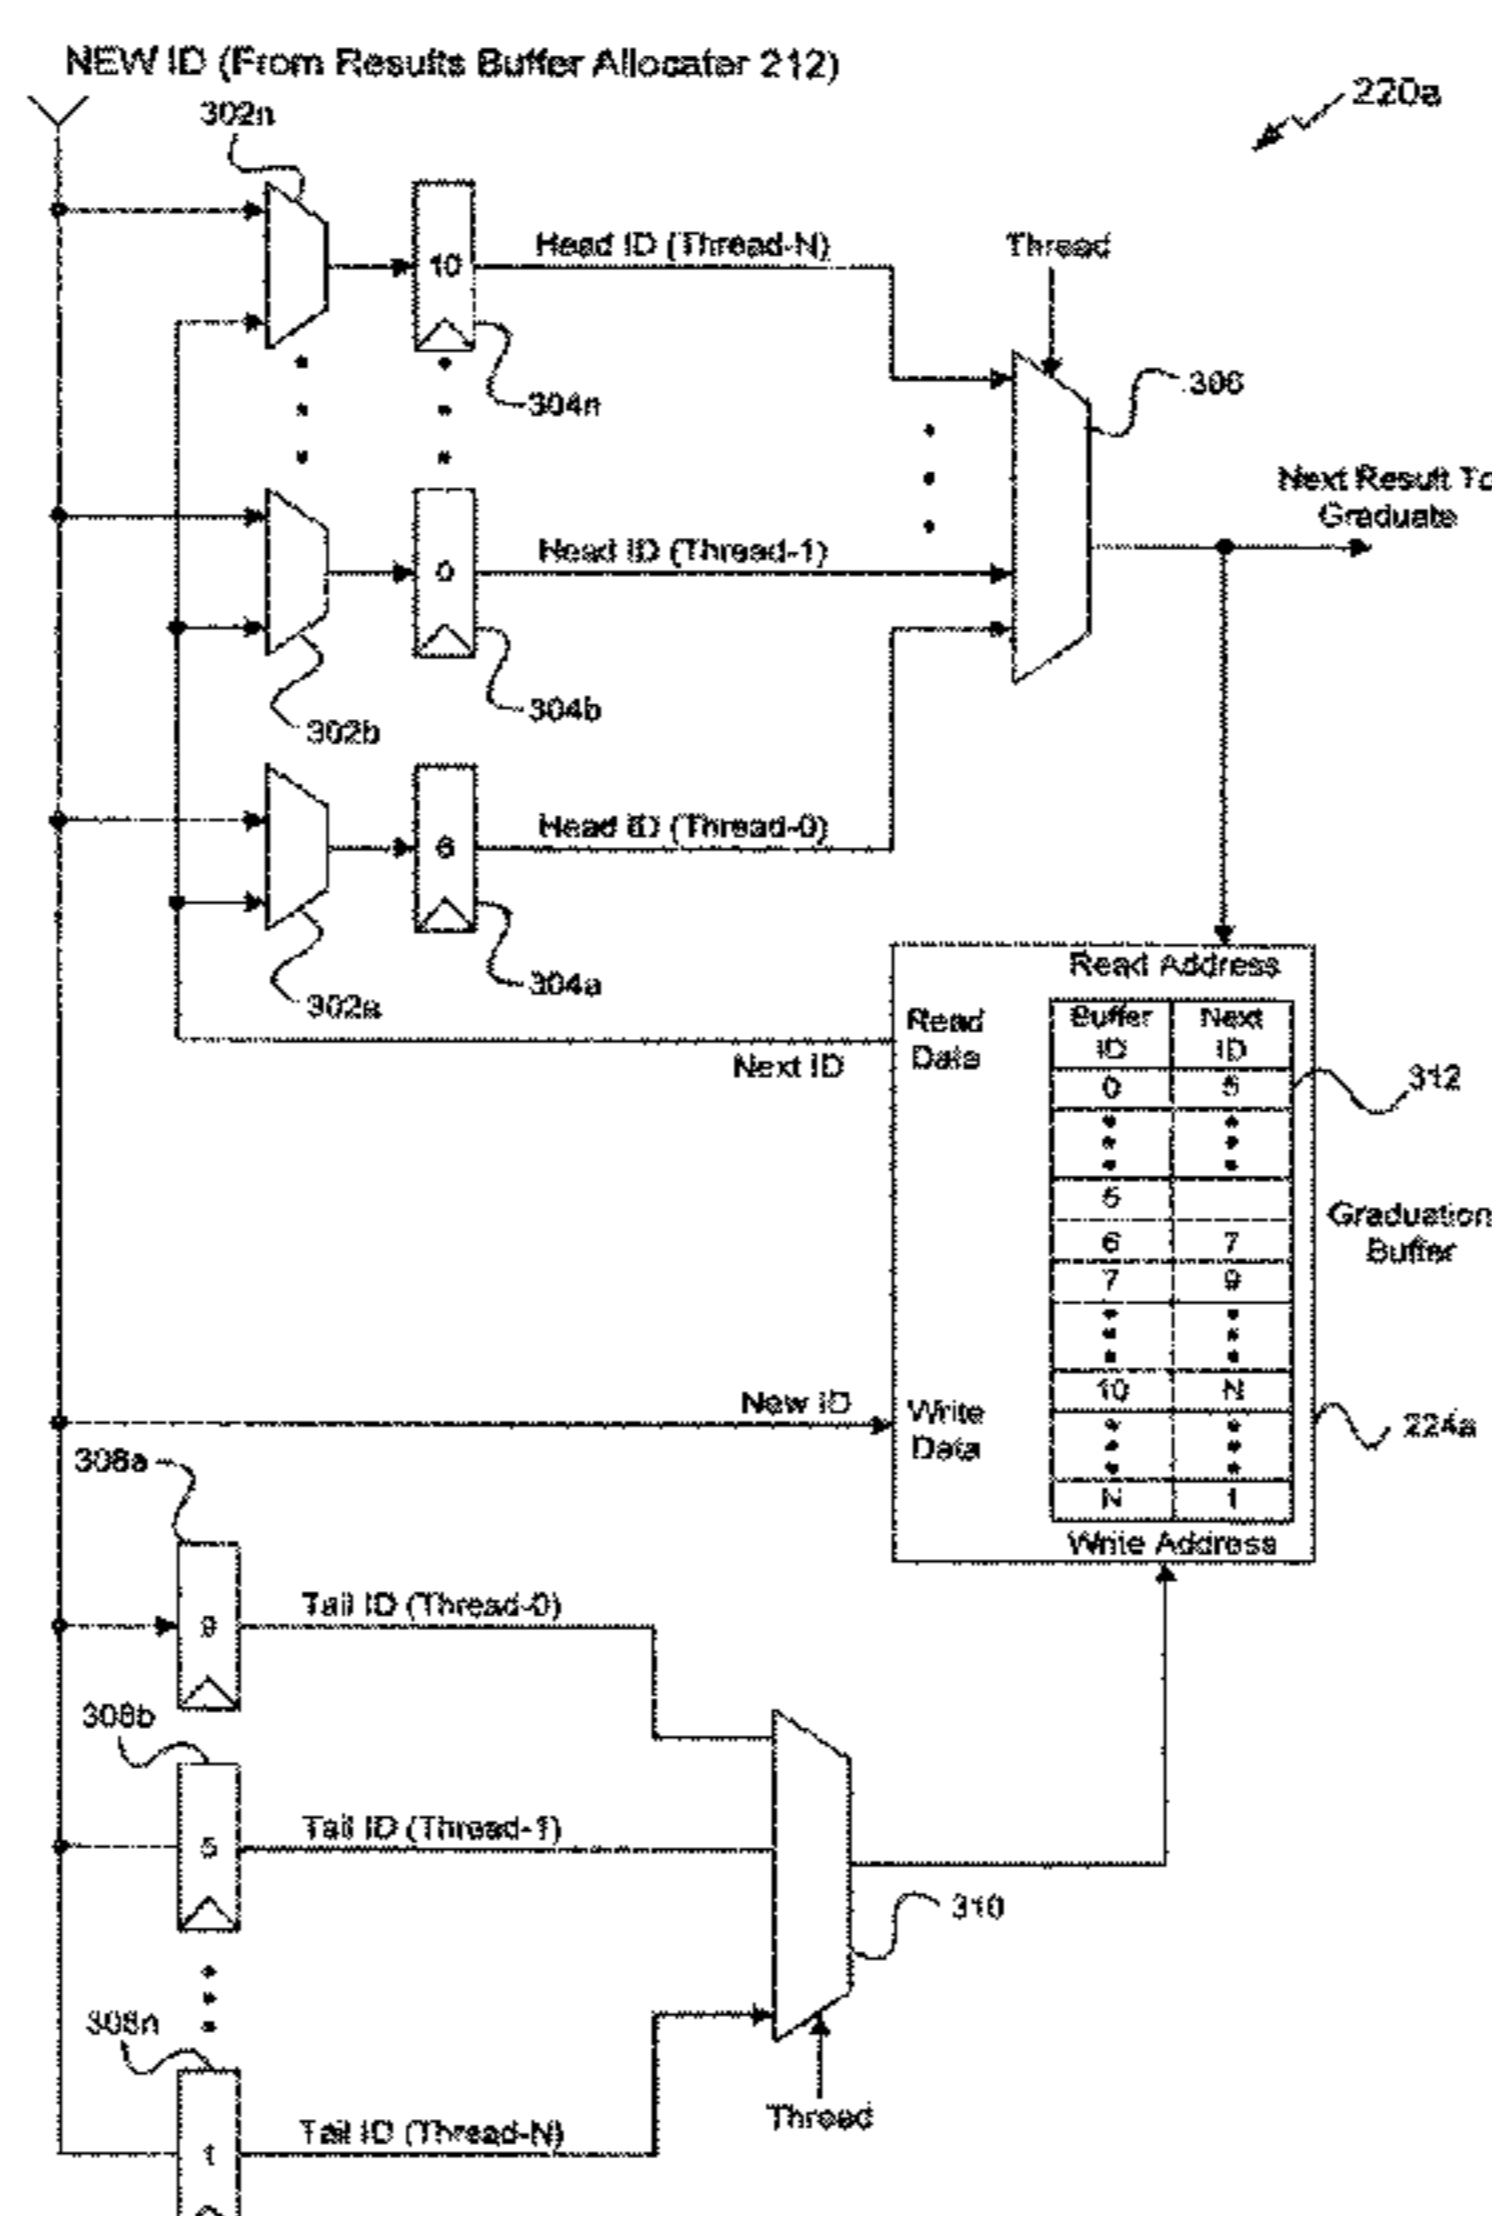 NEW ID (From Results Buffer Allocater 212)
302n
220a
10
Head ID (Thread-N)
Thread
304n
306
Next Result To
Graduate
0
Head ID (Thread-1)
302b
304b
6
Head ID (Thread-0)
302a
304a
Read Address
Read
Data
Next ID
Buffer
ID
Next
ID
0 5
312
5
6 7
7 9
10 N
N 1
Graduation
Buffer
New ID
Write
Data
224a
Write Address
308a
9
Tail ID (Thread-0)
308b
5
Tail ID (Thread-1)
310
308n
1
Tail ID (Thread-N)
Thread